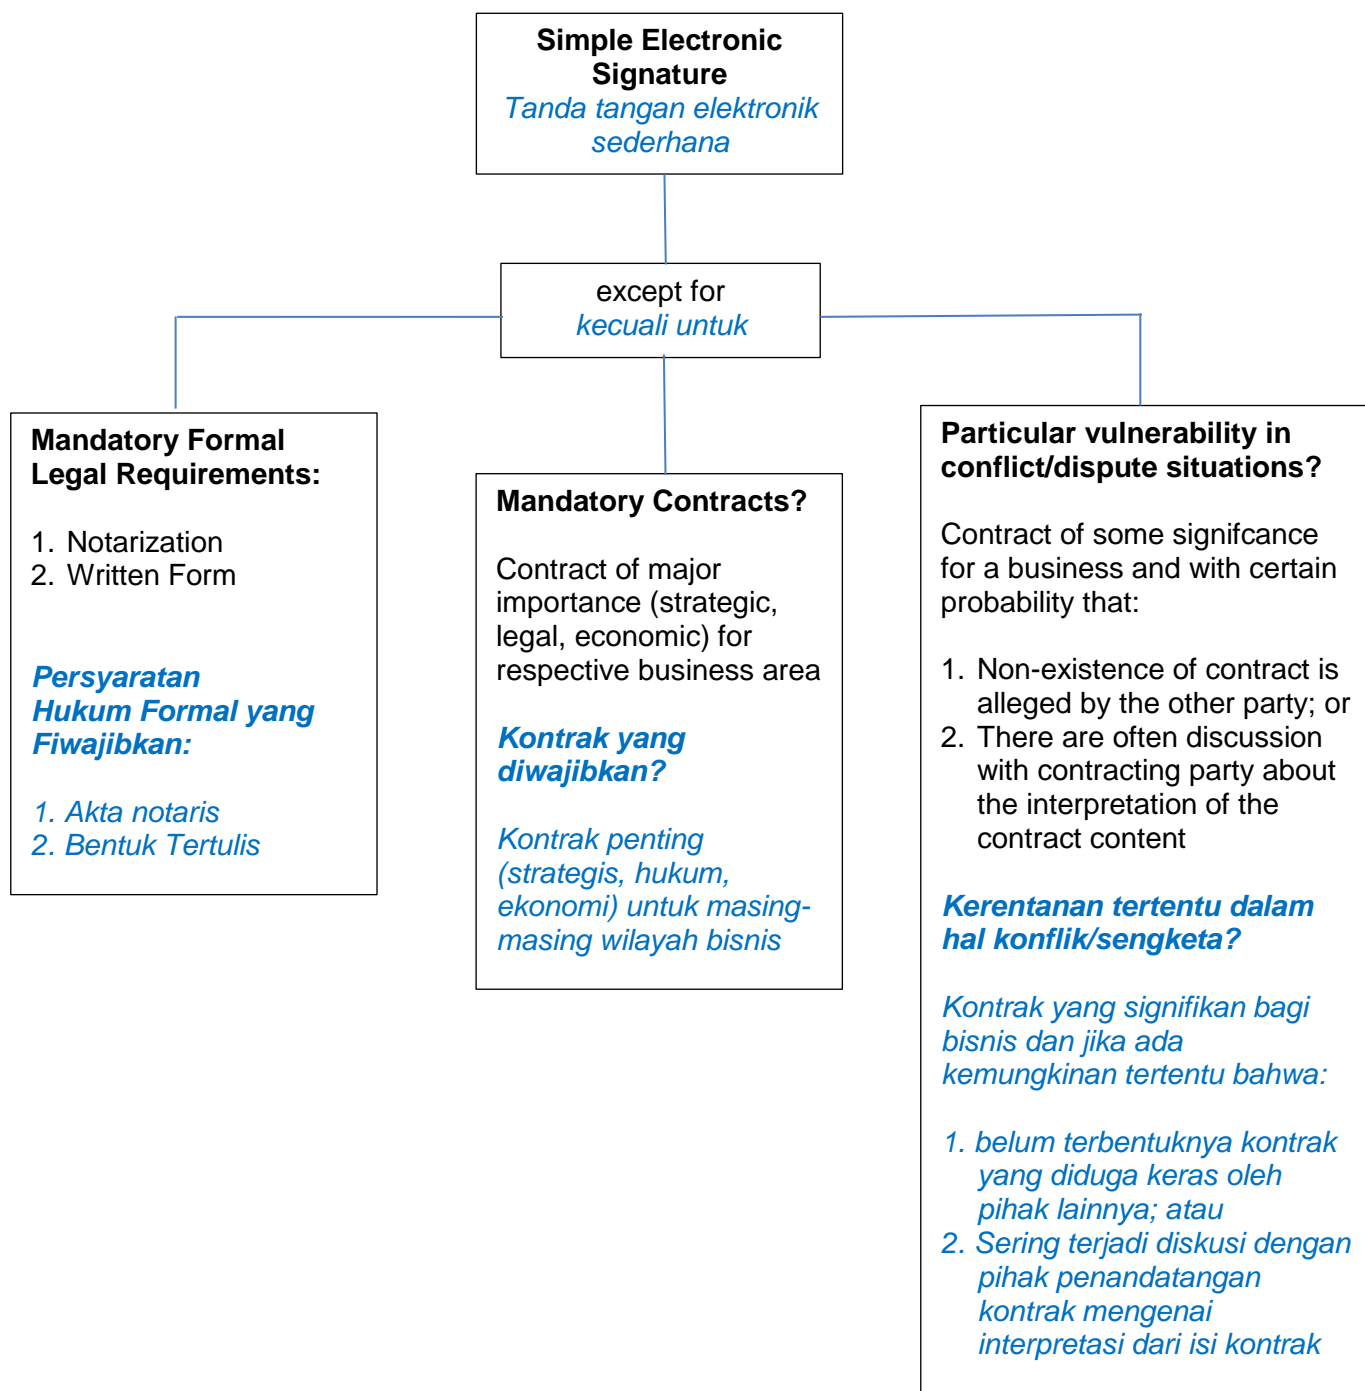 Simple Electronic
Signature
Tanda tangan elektronik
sederhana
except for
kecuali untuk
Mandatory Formal
Legal Requirements:
1. Notarization
2. Written Form
Persyaratan
Hukum Formal yang
Fiwajibkan:
1. Akta notaris
2. Bentuk Tertulis
Mandatory Contracts?
Contract of major
importance (strategic,
legal, economic) for
respective business area
Kontrak yang
diwajibkan?
Kontrak penting
(strategis, hukum,
ekonomi) untuk masing-
masing wilayah bisnis
Particular vulnerability in
conflict/dispute situations?
Contract of some signifcance
for a business and with certain
probability that:
1. Non-existence of contract is
alleged by the other party; or
2. There are often discussion
with contracting party about
the interpretation of the
contract content
Kerentanan tertentu dalam
hal konflik/sengketa?
Kontrak yang signifikan bagi
bisnis dan jika ada
kemungkinan tertentu bahwa:
1. belum terbentuknya kontrak
yang diduga keras oleh
pihak lainnya; atau
2. Sering terjadi diskusi dengan
pihak penandatangan
kontrak mengenai
interpretasi dari isi kontrak